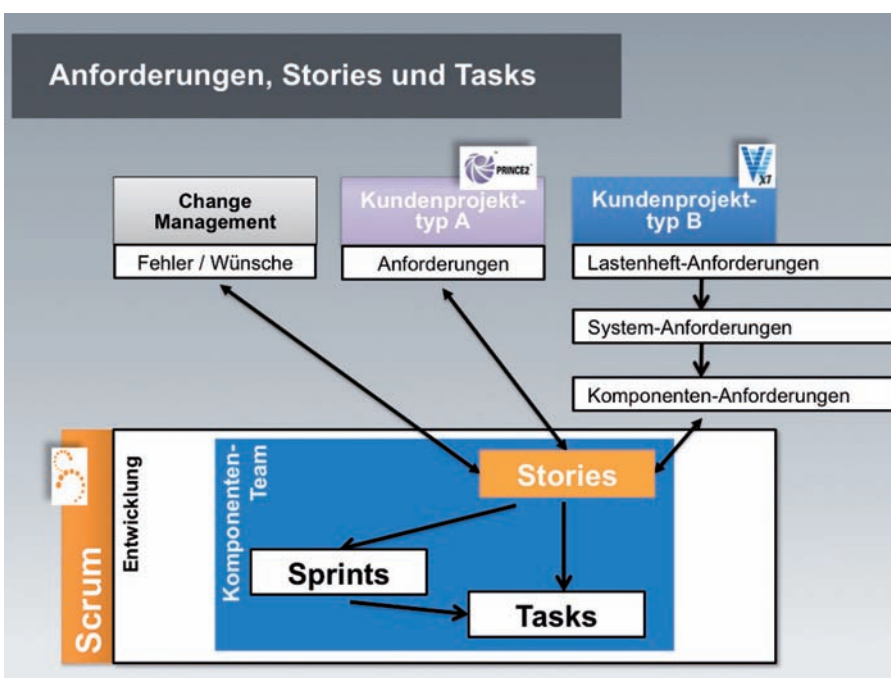 Anforderungen, Stories und Tasks
PRINCE2
XT
Change
Management
Kundenprojekt-
typ A
Kundenprojekt-
typ B
Fehler / Wünsche
Anforderungen
Lastenheft-Anforderungen
System-Anforderungen
Komponenten-Anforderungen
Scrum
Entwicklung
Komponenten-
Team
Stories
Sprints
Tasks